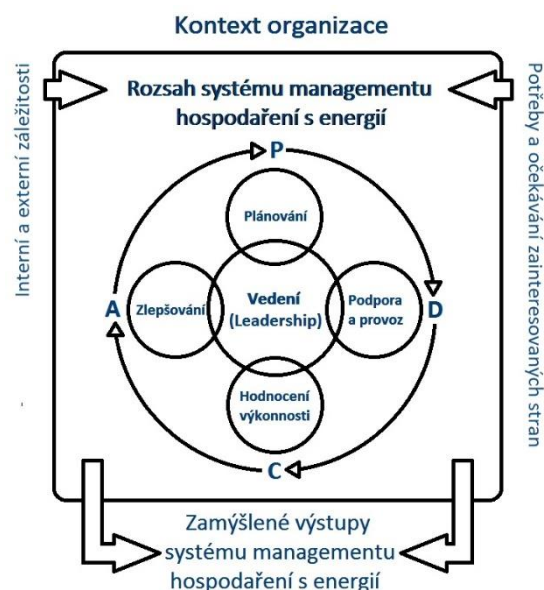 Kontext organizace
Interní a externí záležitosti
Potřeby a očekávání zainteresovaných stran
Rozsah systému managementu
hospodaření s energií
P
Plánování
A
Zlepšování
Vedení
(Leadership)
Podpora
a provoz
D
Hodnocení
výkonnosti
C
Zamýšlené výstupy
systému managementu
hospodaření s energií